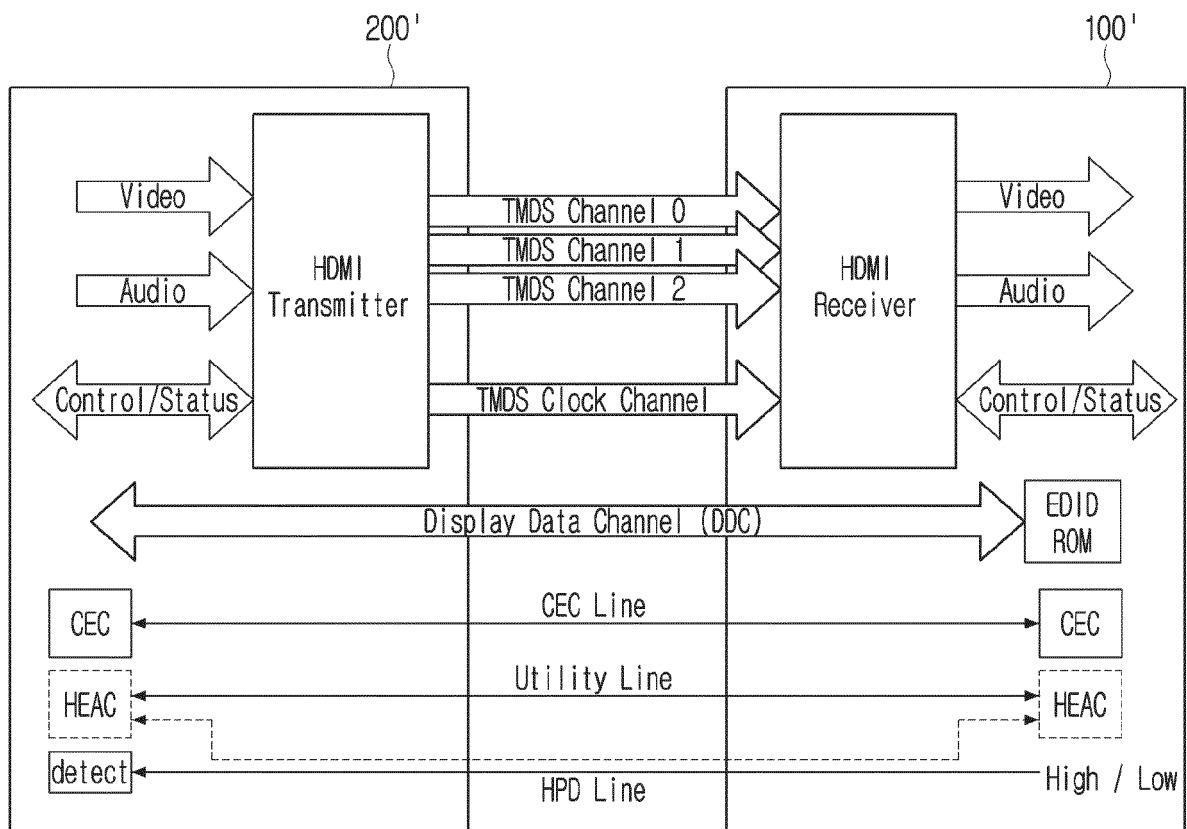 200'
100'
Video
Audio
Control/Status
HDMI
Transmitter
TMDS Channel 0
TMDS Channel 1
TMDS Channel 2
TMDS Clock Channel
HDMI
Receiver
Video
Audio
Control/Status
Display Data Channel (DDC)
EDID
ROM
CEC
CEC Line
CEC
HEAC
Utility Line
HEAC
detect
HPD Line
High / Low